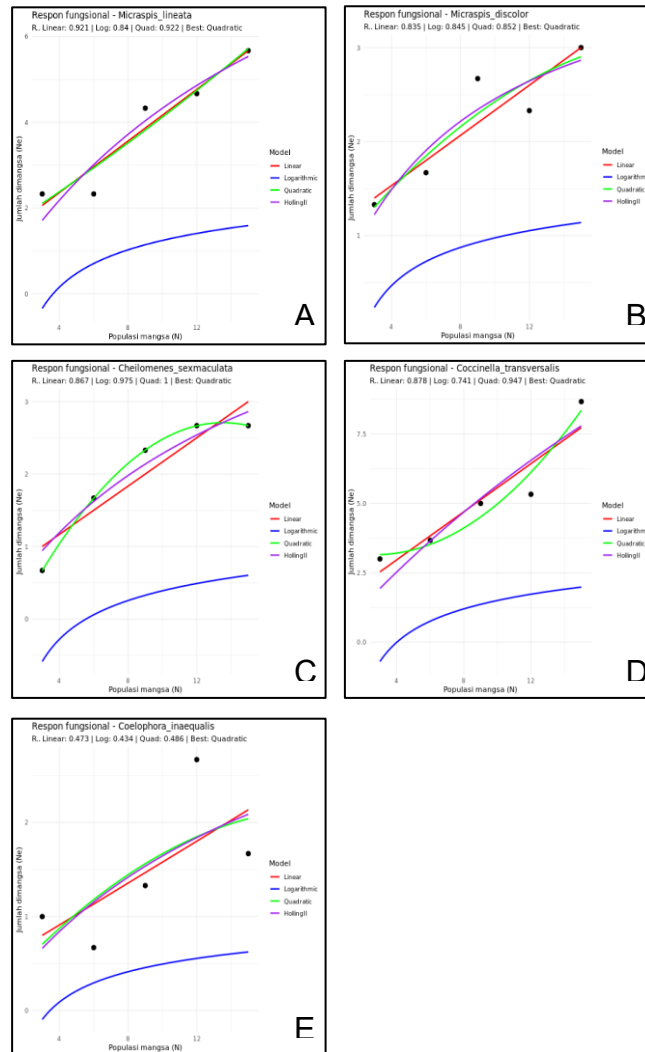 Respon fungsional - Micraspis_lineata
R.. Linear: 0.921 | Log: 0.84 | Quad: 0.922 | Best: Quadratic
Jumlah dimangsa (Ne)
6
4
2
0
4
12
Populasi mangsa (N)
Model
Linear
Logarithmic
Quadratic
HollingII
A
Respon fungsional - Micraspis_discolor
R.. Linear: 0.835 | Log: 0.845 | Quad: 0.852 | Best: Quadratic
Jumlah dimangsa (Ne)
3
2
1
4
12
Populasi mangsa (N)
Model
Linear
Logarithmic
Quadratic
HollingII
B
Respon fungsional - Cheilomenes_sexmaculata
R.. Linear: 0.867 | Log: 0.975 | Quad: 1 | Best: Quadratic
Jumlah dimangsa (Ne)
3
2
1
0
4
12
Populasi mangsa (N)
Model
Linear
Logarithmic
Quadratic
HollingII
C
Respon fungsional - Coccinella_transversalis
R.. Linear: 0.878 | Log: 0.741 | Quad: 0.947 | Best: Quadratic
Jumlah dimangsa (Ne)
7.5
5.0
2.5
0.0
4
12
Populasi mangsa (N)
Model
Linear
Logarithmic
Quadratic
HollingII
D
Respon fungsional - Coelophora_inaequalis
R.. Linear: 0.473 | Log: 0.434 | Quad: 0.486 | Best: Quadratic
Jumlah dimangsa (Ne)
2
1
0
4
12
Populasi mangsa (N)
Model
Linear
Logarithmic
Quadratic
HollingII
E